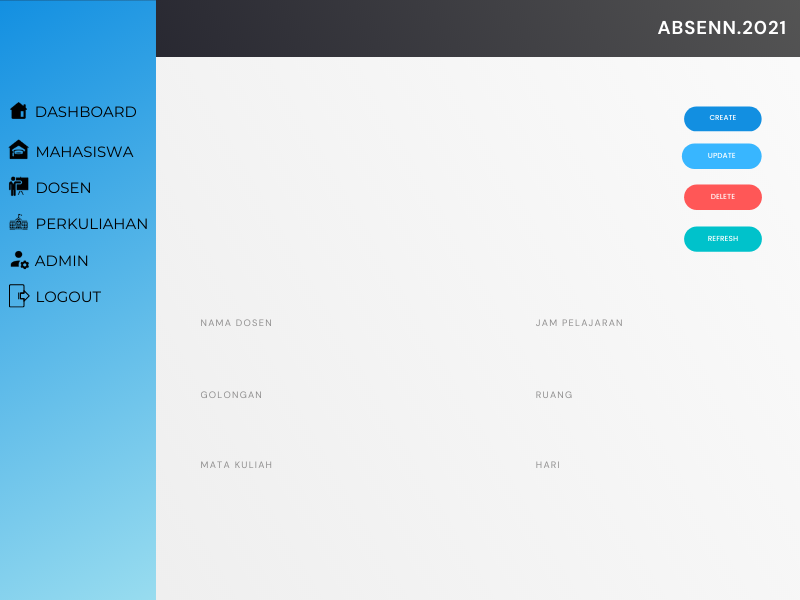 ABSENN.2021
DASHBOARD
MAHASISWA
DOSEN
PERKULIAHAN
ADMIN
LOGOUT
CREATE
UPDATE
DELETE
REFRESH
NAMA DOSEN
JAM PELAJARAN
GOLONGAN
RUANG
MATA KULIAH
HARI